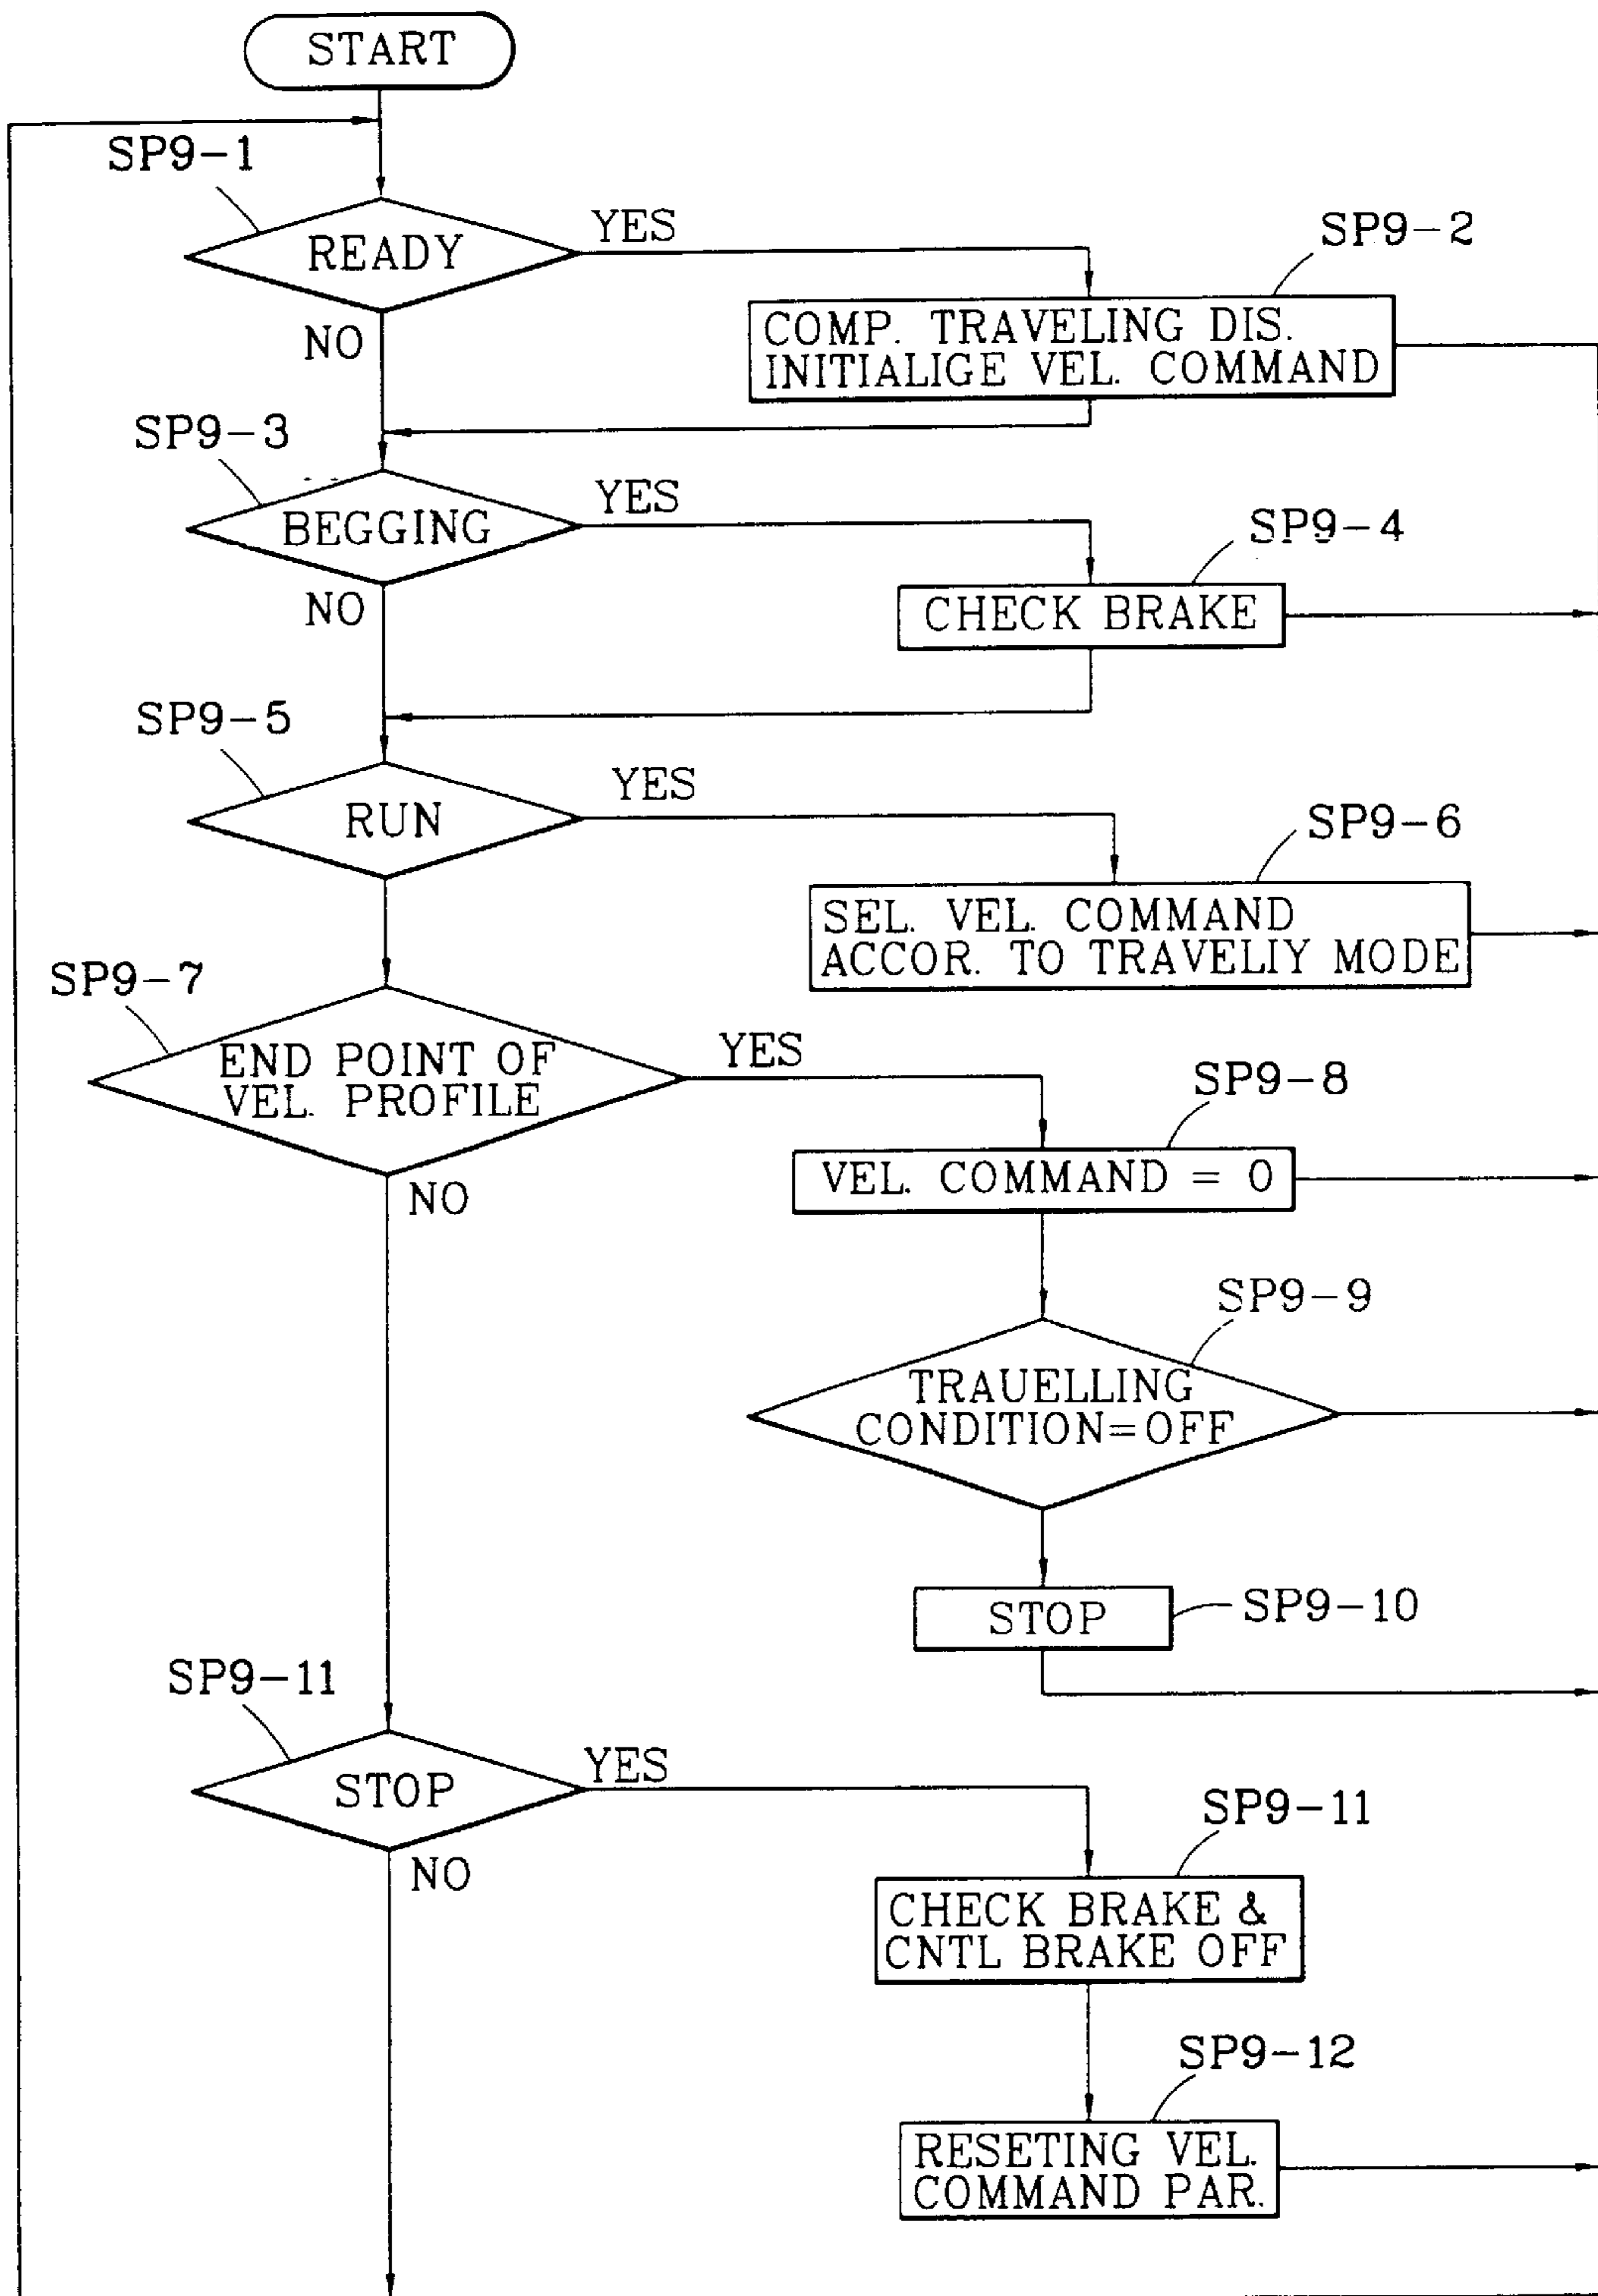 START
SP9-1
READY
YES
NO
SP9-2
COMP. TRAVELING DIS.
INITIALIGE VEL. COMMAND
SP9-3
BEGGING
YES
NO
SP9-4
CHECK BRAKE
SP9-5
RUN
YES
SP9-6
SEL. VEL. COMMAND
ACCOR. TO TRAVELIY MODE
SP9-7
END POINT OF
VEL. PROFILE
YES
NO
SP9-8
VEL. COMMAND = 0
SP9-9
TRAUELLING
CONDITION=OFF
STOP
SP9-10
SP9-11
STOP
YES
NO
SP9-11
CHECK BRAKE &
CNTL BRAKE OFF
SP9-12
RESETING VEL.
COMMAND PAR.